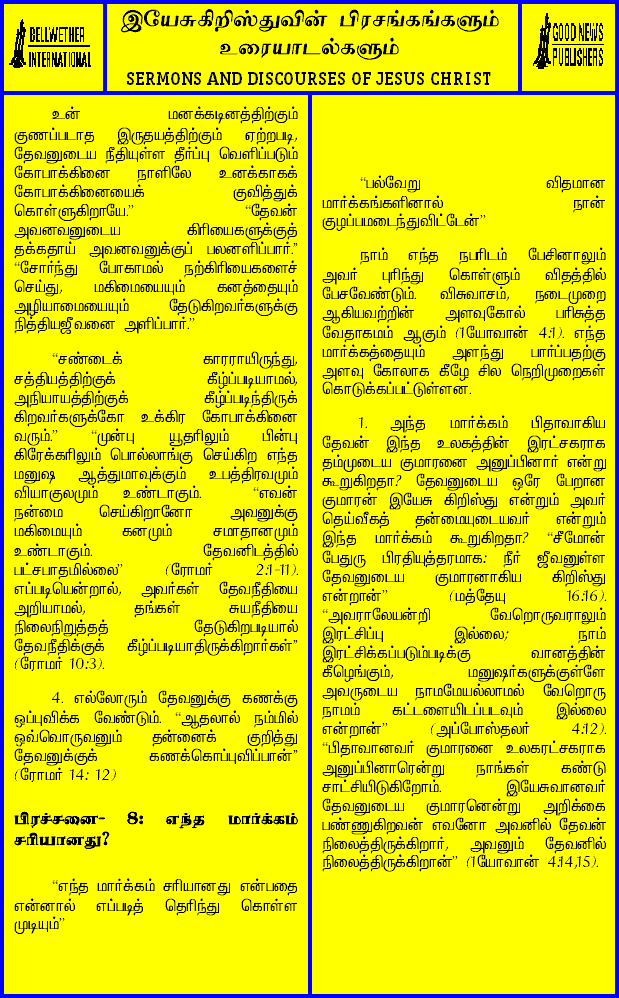 BELLWETHER
INTERNATIONAL
இயேசுகிறிஸ்துவின் பிரசங்கங்களும்
உரையாடல்களும்
SERMONS AND DISCOURSES OF JESUS CHRIST
GOOD NEWS
PUBLISHERS
உன் மனக்கடினத்திற்கும்
குணப்படாத இருதயத்திற்கும் ஏற்றபடி,
தேவனுடைய நீதியுள்ள தீர்ப்பு வெளிப்படும்
கோபாக்கினை நாளிலே உனக்காகக்
கோபாக்கினையைக் குவித்துக்
கொள்ளுகிறாயே.” “தேவன்
அவனவனுடைய கிரியைகளுக்குத்
தக்கதாய் அவனவனுக்குப் பலனளிப்பார்.”
“சோர்ந்து போகாமல் நற்கிரியைகளைச்
செய்து, மகிமையையும் கனத்தையும்
அழியாமையையும் தேடுகிறவர்களுக்கு
நித்தியஜீவனை அளிப்பார்.”
“சண்டைக் காரராயிருந்து,
சத்தியத்திற்குக் கீழ்ப்படியாமல்,
அநியாயத்திற்குக் கீழ்ப்படிந்திருக்
கிறவர்களுக்கோ உக்கிர கோபாக்கினை
வரும்.” “முன்பு யூதரிலும் பின்பு
கிரேக்கரிலும் பொல்லாங்கு செய்கிற எந்த
மனுஷ ஆத்துமாவுக்கும் உபத்திரவமும்
வியாகுலமும் உண்டாகும். “எவன்
நன்மை செய்கிறானோ அவனுக்கு
மகிமையும் கனமும் சமாதானமும்
உண்டாகும். தேவனிடத்தில்
பட்சபாதமில்லை” (ரோமர் 2:1-11).
எப்படியென்றால், அவர்கள் தேவநீதியை
அறியாமல், தங்கள் சுயநீதியை
நிலைநிறுத்தத் தேடுகிறபடியால்
தேவநீதிக்குக் கீழ்ப்படியாதிருக்கிறார்கள்”
(ரோமர் 10:3).
4. எல்லோரும் தேவனுக்கு கணக்கு
ஒப்புவிக்க வேண்டும். “ஆதலால் நம்மில்
ஒவ்வொருவனும் தன்னைக் குறித்து
தேவனுக்குக் கணக்கொப்புவிப்பான்”
(ரோமர் 14: 12)
பிரச்சனை- 8: எந்த மார்க்கம்
சரியானது?
“எந்த மார்க்கம் சரியானது என்பதை
என்னால் எப்படித் தெரிந்து கொள்ள
முடியும்”
“பல்வேறு விதமான
மார்க்கங்களினால் நான்
குழப்பமடைந்துவிட்டேன்”
நாம் எந்த நபரிடம் பேசினாலும்
அவர் புரிந்து கொள்ளும் விதத்தில்
பேசவேண்டும். விசுவாசம், நடைமுறை
ஆகியவற்றின் அளவுகோல் பரிசுத்த
வேதாகமம் ஆகும் (1யோவான் 4:1). எந்த
மார்க்கத்தையும் அளந்து பார்ப்பதற்கு
அளவு கோலாக கீழே சில நெறிமுறைகள்
கொடுக்கப்பட்டுள்ளன.
1. அந்த மார்க்கம் பிதாவாகிய
தேவன் இந்த உலகத்தின் இரட்சகராக
தம்முடைய குமாரனை அனுப்பினார் என்று
கூறுகிறதா? தேவனுடைய ஒரே பேறான
குமாரன் இயேசு கிறிஸ்து என்றும் அவர்
தெய்வீகத் தன்மையுடையவர் என்றும்
இந்த மார்க்கம் கூறுகிறதா? “சீமோன்
பேதுரு பிரதியுத்தரமாக: நீர் ஜீவனுள்ள
தேவனுடைய குமாரனாகிய கிறிஸ்து
என்றான்” (மத்தேயு 16:16).
“அவராலேயன்றி வேறொருவராலும்
இரட்சிப்பு இல்லை; நாம்
இரட்சிக்கப்படும்படிக்கு வானத்தின்
கீழெங்கும், மனுஷர்களுக்குள்ளே
அவருடைய நாமமேயல்லாமல் வேறொரு
நாமம் கட்டளையிடப்படவும் இல்லை
என்றான்” (அப்போஸ்தலர் 4:12).
“பிதாவானவர் குமாரனை உலகரட்சகராக
அனுப்பினாரென்று நாங்கள் கண்டு
சாட்சியிடுகிறோம். இயேசுவானவர்
தேவனுடைய குமாரனென்று அறிக்கை
பண்ணுகிறவன் எவனோ அவனில் தேவன்
நிலைத்திருக்கிறார், அவனும் தேவனில்
நிலைத்திருக்கிறான்” (1யோவான் 4:14,15).